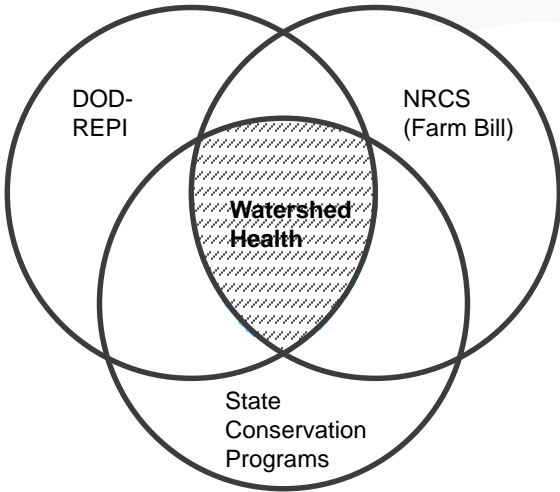 DOD-
REPI
NRCS
(Farm Bill)
Watershed
Health
State
Conservation
Programs